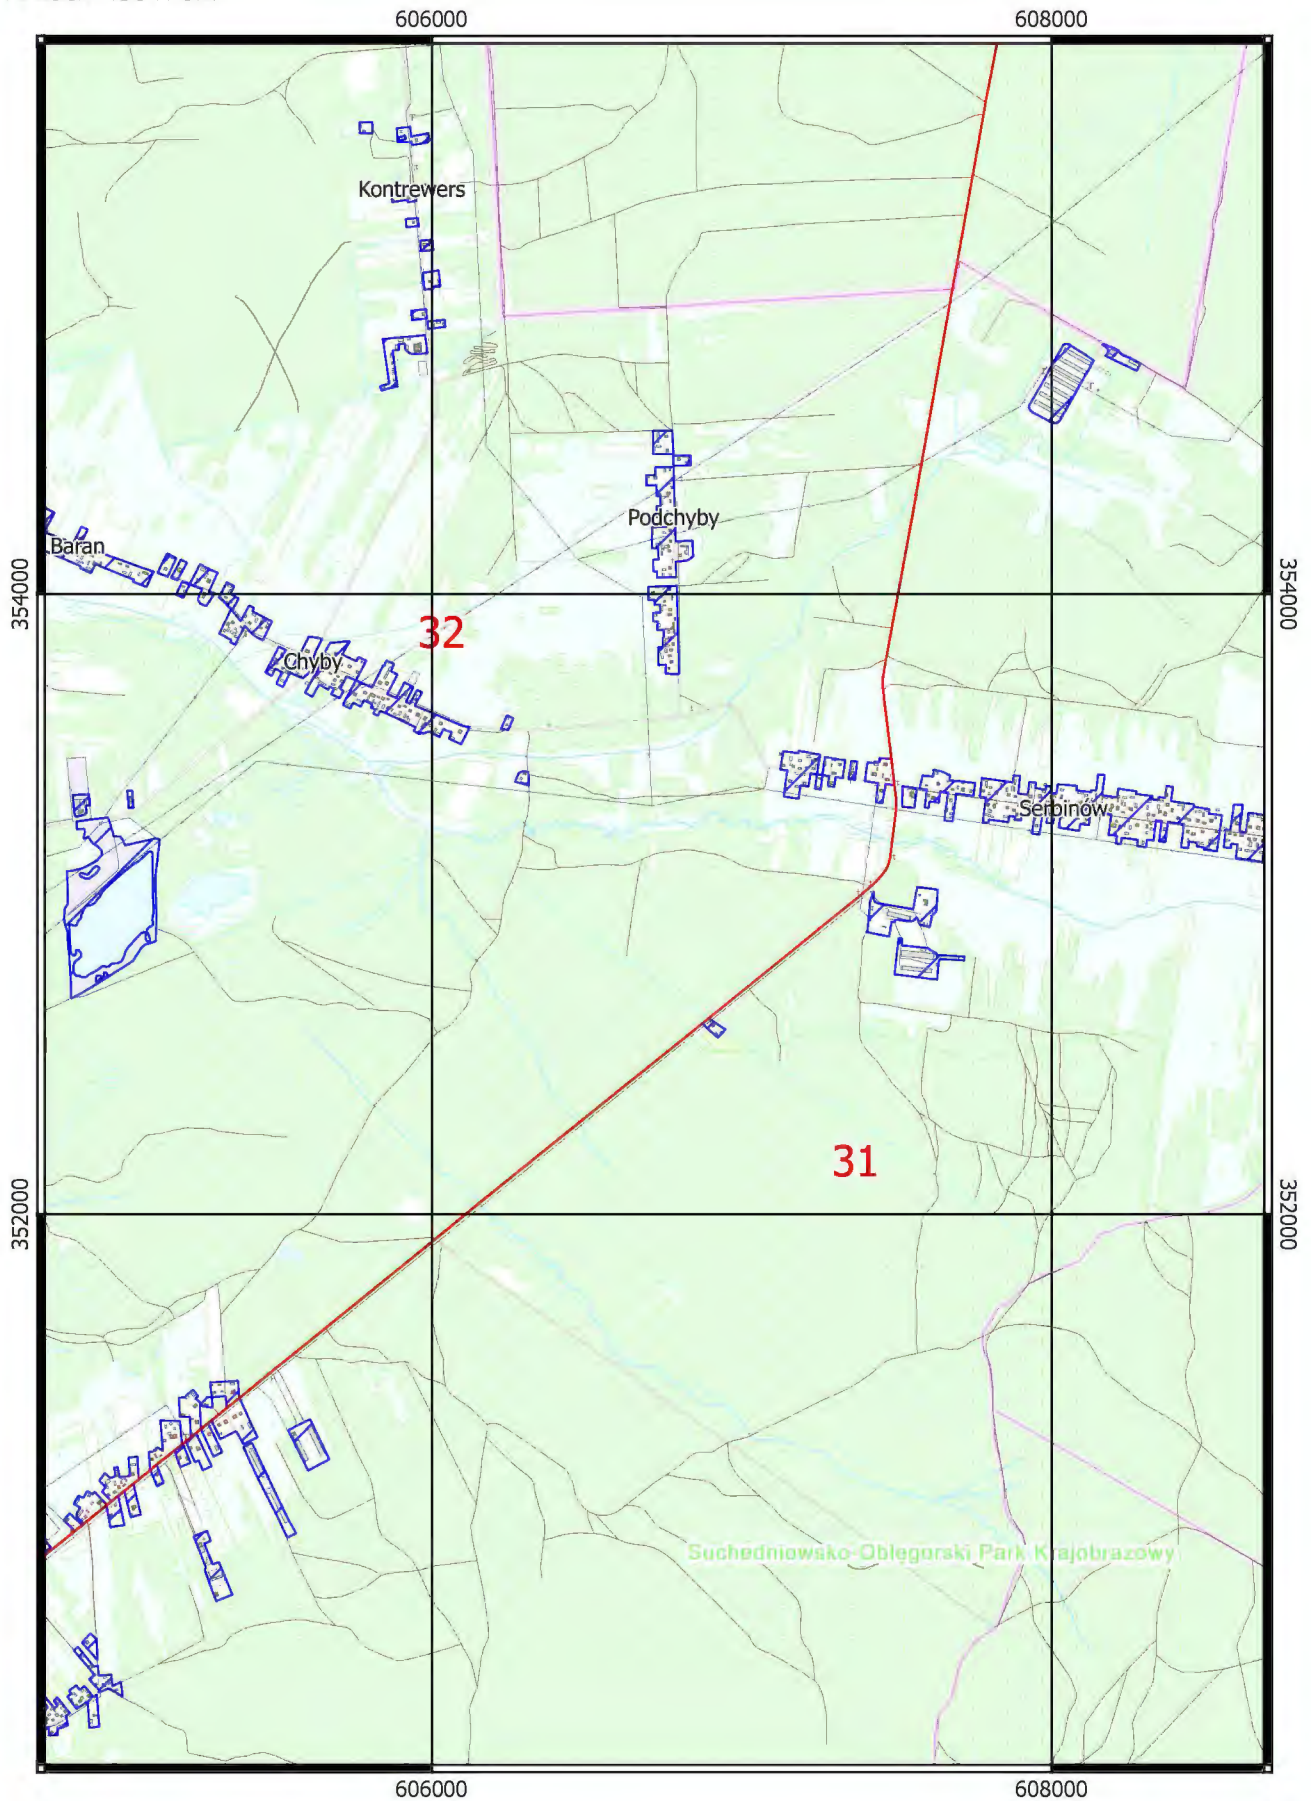 606000 608000
Kontrewers
Podchyby
Baran
354000 354000
32
Chyby
Serbinów
31
352000 352000
Suchedniowsko-Oblęgorski Park Krajobrazowy
606000 608000